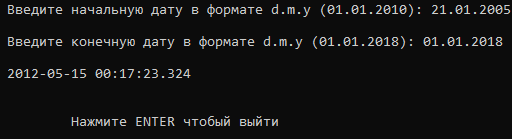 Введите начальную дату в формате d.m.y (01.01.2010): 21.01.2005
Введите конечную дату в формате d.m.y (01.01.2018): 01.01.2018
2012-05-15 00:17:23.324
Нажмите ENTER чтобый выйти